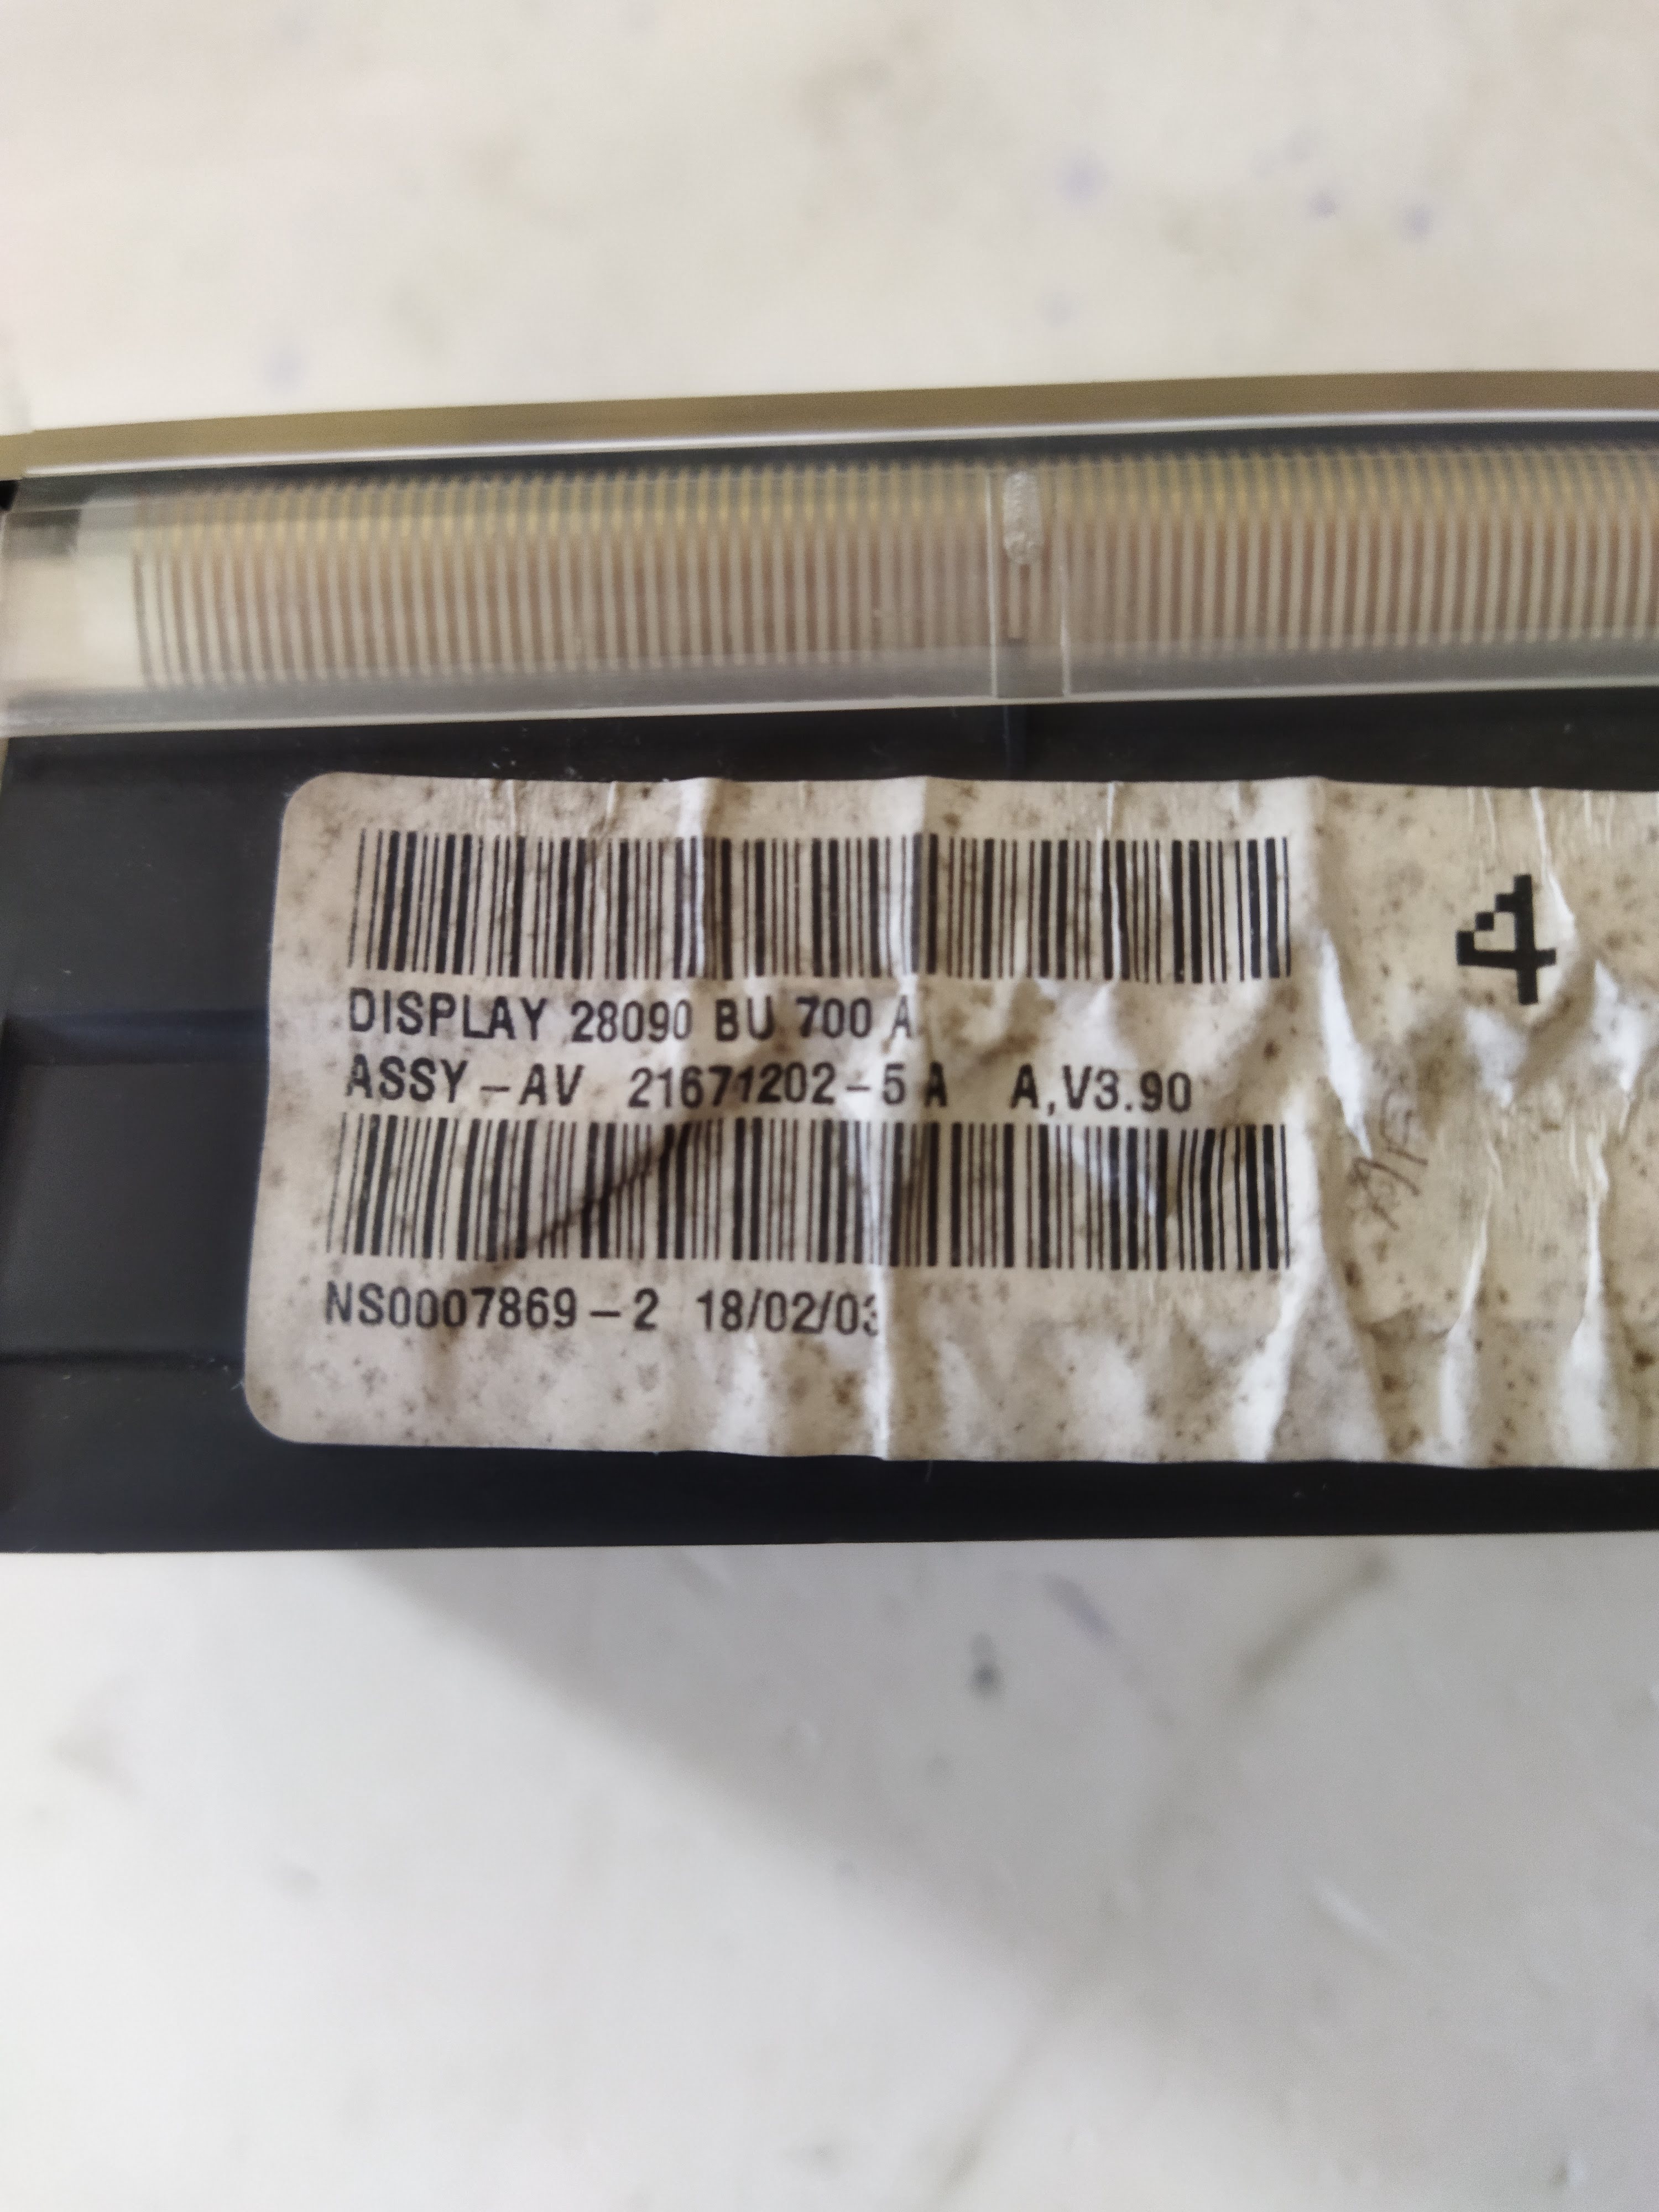 DISPLAY 28090 BU 700 A
4
ASSY-AV 21671202-5 A A,V3.90
NS0007869-2 18/02/03